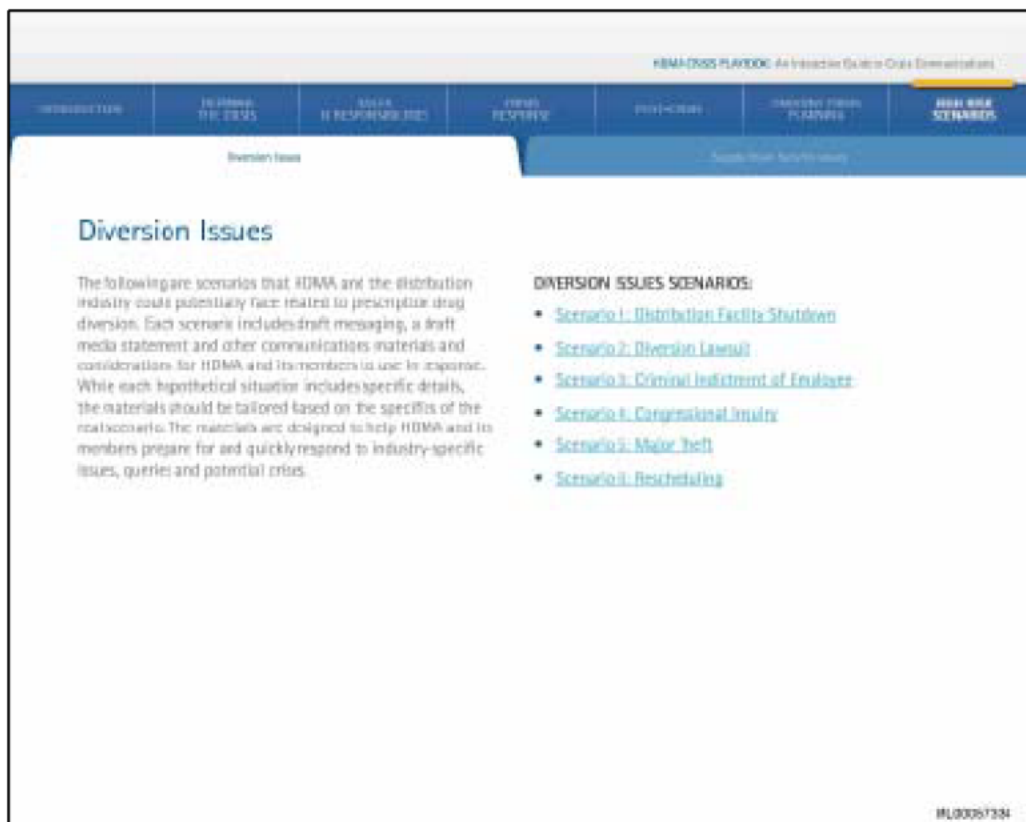 HDMA CRISIS PLAYBOOK: An Interactive Guide to Crisis Communications
INTRODUCTION
DEFINING
THE CRISIS
ROLES
& RESPONSIBILITIES
CRISIS
RESPONSE
POST-CRISIS
PLANNING
HIGH RISK
SCENARIOS
Diversion Issues
Diversion Issues
The following are scenarios that HDMA and the distribution
industry could potentially face related to prescription drug
diversion. Each scenario includes draft messaging, a draft
media statement and other communications materials and
considerations for HDMA and its members to use in response.
While each hypothetical situation includes specific details,
the materials should be tailored based on the specifics of the
real scenario. The materials are designed to help HDMA and its
members prepare for and quickly respond to industry-specific
issues, queries and potential crises.
DIVERSION ISSUES SCENARIOS:
• Scenario 1: Distribution Facility Shutdown
• Scenario 2: Diversion Lawsuit
• Scenario 3: Criminal Indictment of Employee
• Scenario 4: Congressional Inquiry
• Scenario 5: Major Theft
• Scenario 6: Rescheduling